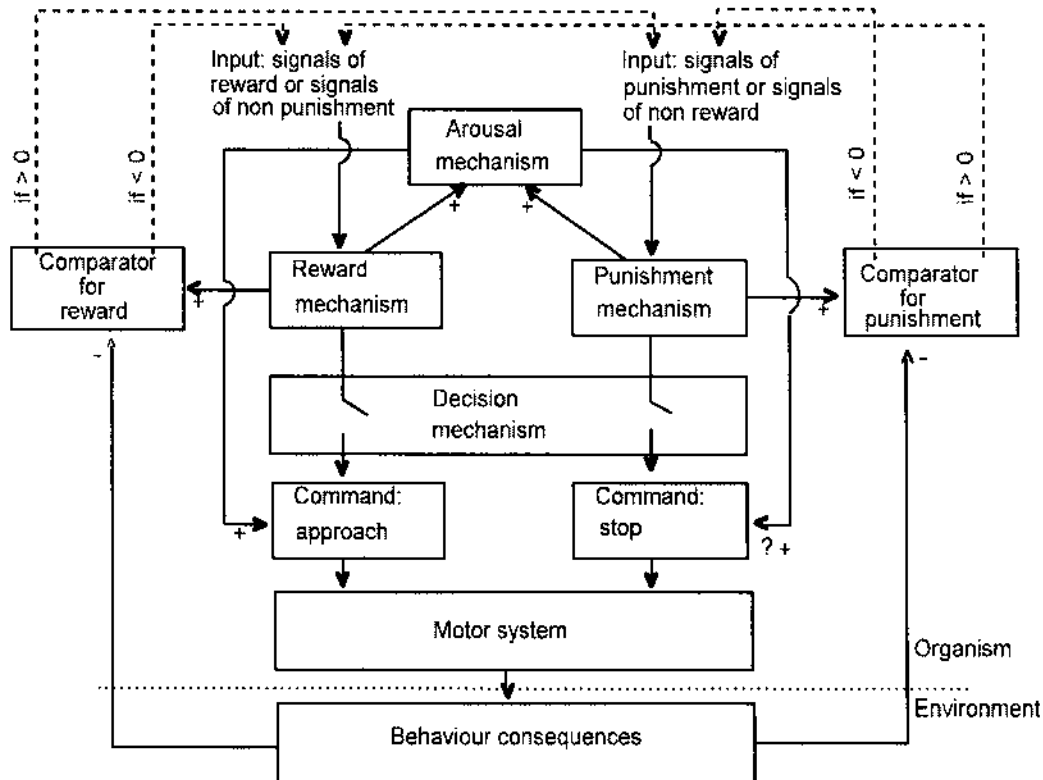 Input: signals of
reward or signals
of non punishment
Input: signals of
punishment or signals
of non reward
Arousal
mechanism
if > 0
if < 0
if < 0
if > 0
+
+
Comparator
for
reward
Reward
mechanism
Punishment
mechanism
Comparator
for
punishment
+
+
-
-
Decision
mechanism
Command:
approach
Command:
stop
+
? +
Motor system
Organism
Environment
Behaviour consequences